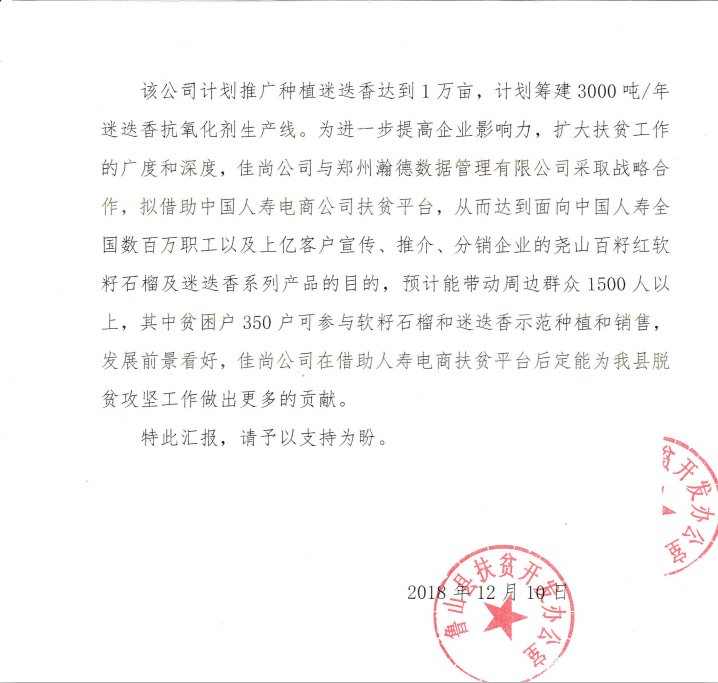 该公司计划推广种植迷迭香达到1万亩，计划筹建3000吨/年
迷迭香抗氧化剂生产线。为进一步提高企业影响力，扩大扶贫工作
的广度和深度，佳尚公司与郑州瀚德数据管理有限公司采取战略合
作，拟借助中国人寿电商公司扶贫平台，从而达到面向中国人寿全
国数百万职工以及上亿客户宣传、推介、分销企业的尧山百籽红软
籽石榴及迷迭香系列产品的目的，预计能带动周边群众1500人以
上，其中贫困户350户可参与软籽石榴和迷迭香示范种植和销售，
发展前景看好，佳尚公司在借助人寿电商扶贫平台后定能为我县脱
贫攻坚工作做出更多的贡献。
特此汇报，请予以支持为盼。
贫开发办公室
2018年12月10日
鲁山县扶贫开发办公室